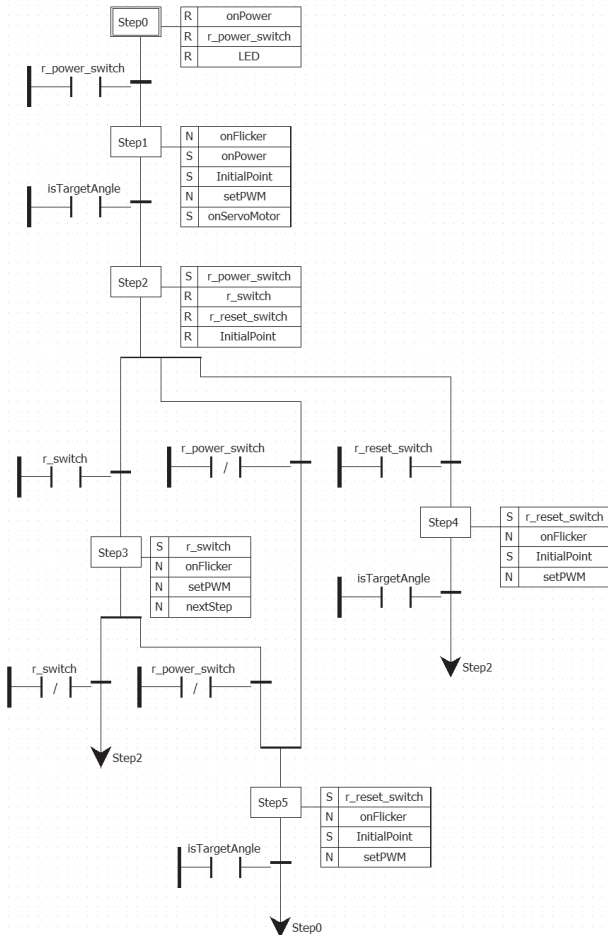 Step0
R onPower
R r_power_switch
R LED
r_power_switch
Step1
N onFlicker
S onPower
S InitialPoint
N setPWM
S onServoMotor
isTargetAngle
Step2
S r_power_switch
R r_switch
R r_reset_switch
R InitialPoint
r_switch
r_power_switch
/
r_reset_switch
Step3
S r_switch
N onFlicker
N setPWM
N nextStep
Step4
S r_reset_switch
N onFlicker
S InitialPoint
N setPWM
isTargetAngle
Step2
r_switch
/
r_power_switch
/
Step2
Step5
S r_reset_switch
N onFlicker
S InitialPoint
N setPWM
isTargetAngle
Step0